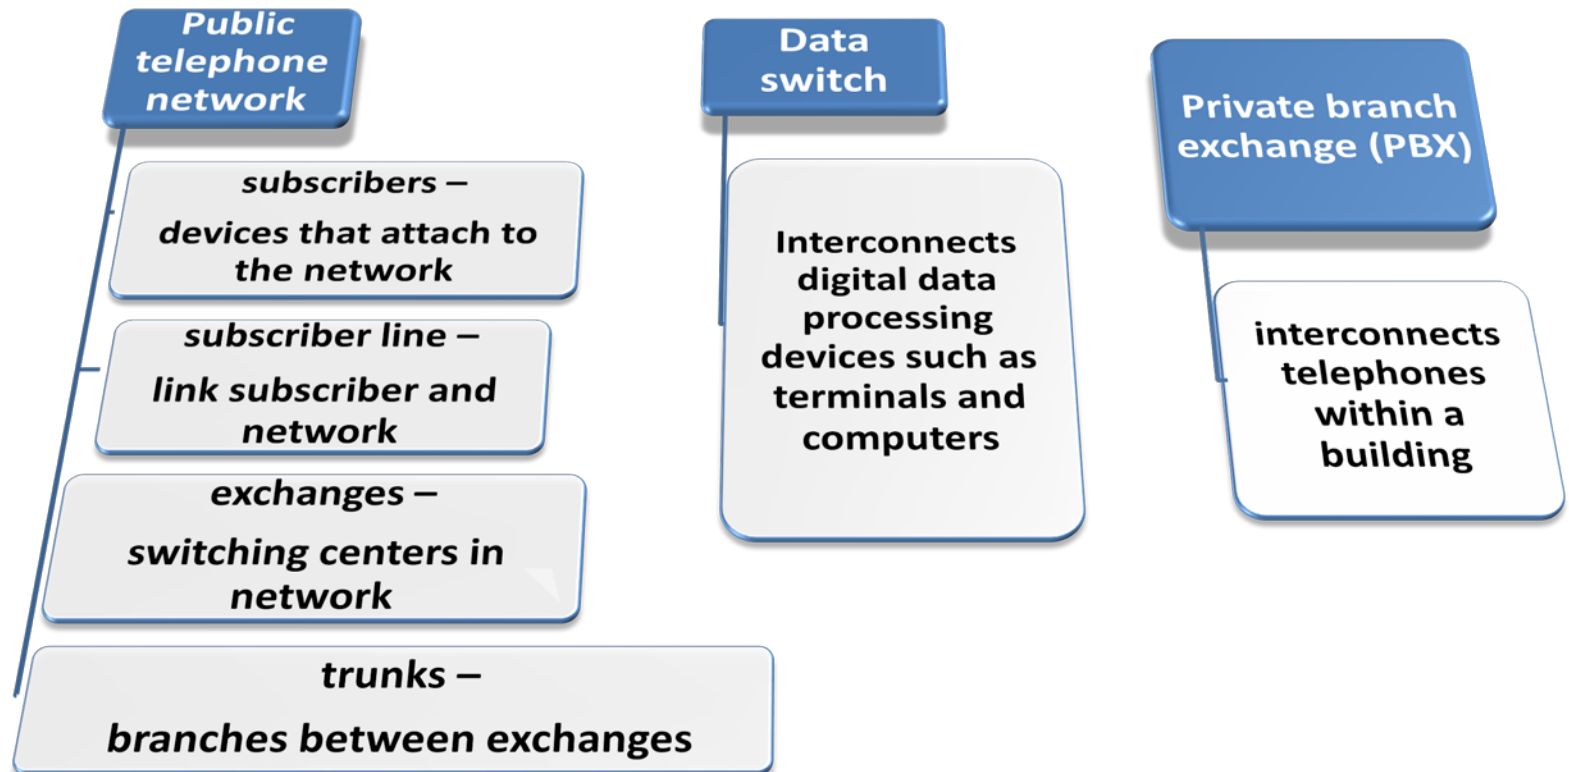 Public
telephone
network
subscribers –
devices that attach to
the network
subscriber line –
link subscriber and
network
exchanges –
switching centers in
network
trunks –
branches between exchanges
Data
switch
Interconnects
digital data
processing
devices such as
terminals and
computers
Private branch
exchange (PBX)
interconnects
telephones
within a
building